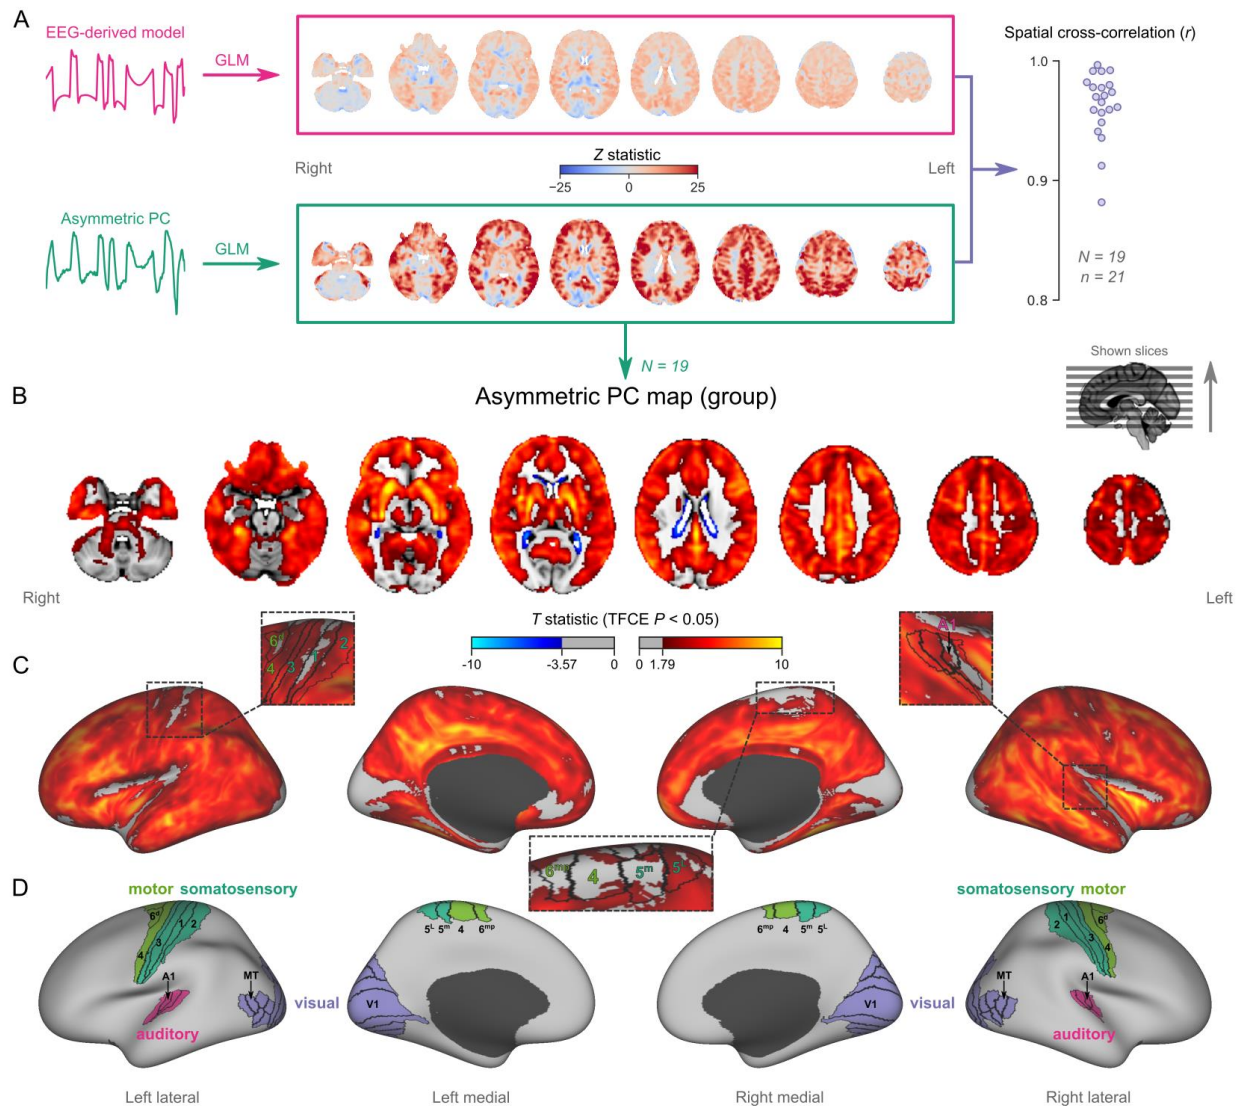 A
EEG-derived model
GLM
Spatial cross-correlation (r)
1.0
0.9
0.8
N = 19
n = 21
Right
Z statistic
Left
−25
0
25
Asymmetric PC
GLM
N = 19
Shown slices
B
Asymmetric PC map (group)
Right
Left
T statistic (TFCE P < 0.05)
-10
-3.57
0
1.79
10
6d
4
3
1
2
A1
C
6mp
4
5m
5L
D
motor somatosensory
6d
1
2
3
4
A1
MT
auditory
5L
5m
4
6mp
V1
visual
6mp
4
5m
5L
V1
visual
somatosensory motor
2
1
6d
3
4
MT
A1
auditory
Left lateral
Left medial
Right medial
Right lateral